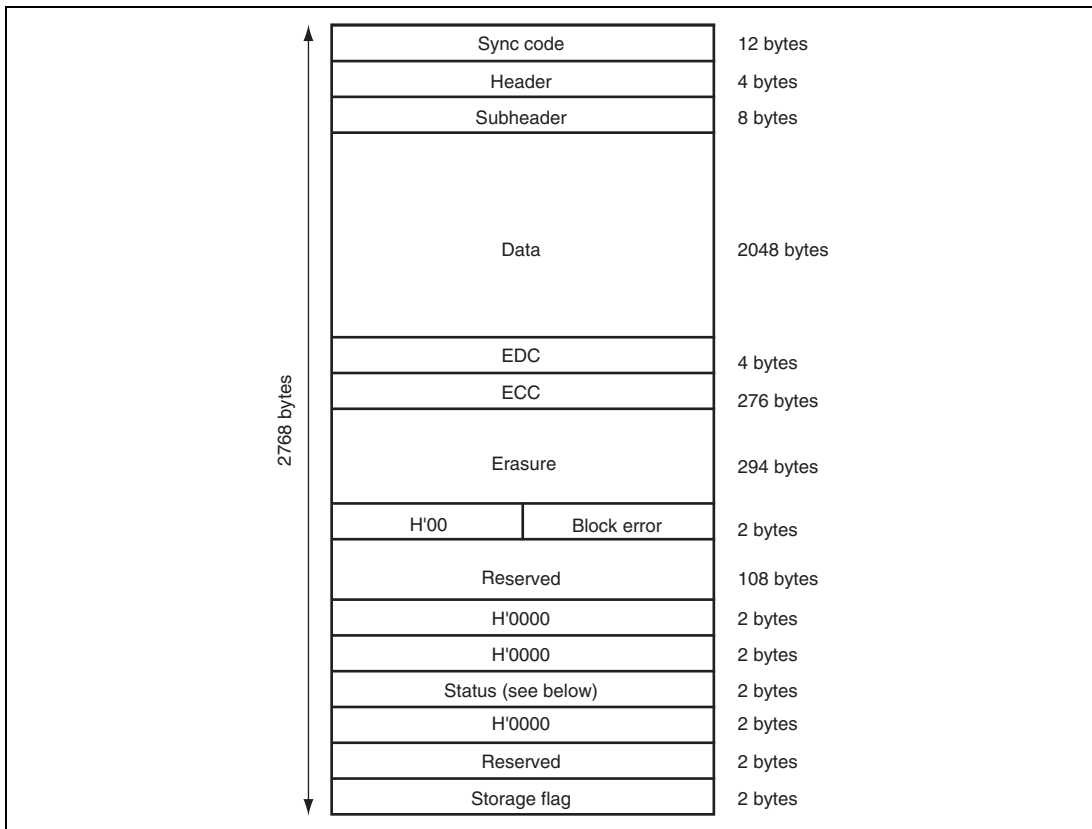 Sync code 12 bytes
Header 4 bytes
Subheader 8 bytes
Data 2048 bytes
EDC 4 bytes
ECC 276 bytes
2768 bytes
Erasure 294 bytes
H'00 Block error 2 bytes
Reserved 108 bytes
H'0000 2 bytes
H'0000 2 bytes
Status (see below) 2 bytes
H'0000 2 bytes
Reserved 2 bytes
Storage flag 2 bytes